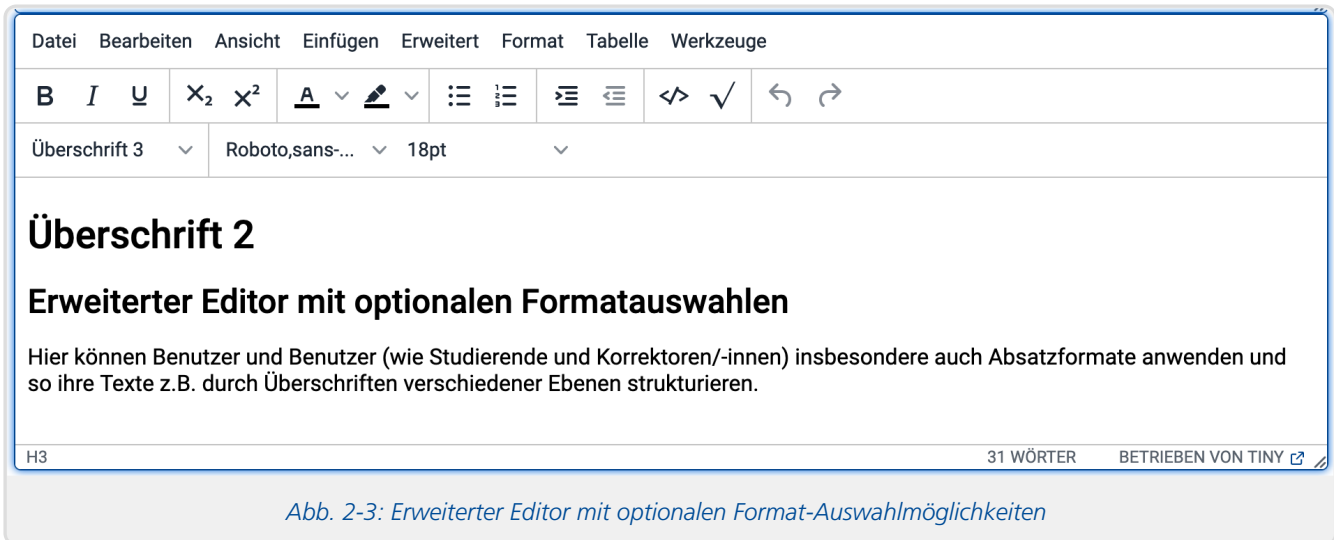 Datei Bearbeiten Ansicht Einfügen Erweitert Format Tabelle Werkzeuge
B I U X₂ X² A
Überschrift 3 Roboto,sans-... 18pt
Überschrift 2
Erweiterter Editor mit optionalen Formatauswahlen
Hier können Benutzer und Benutzer (wie Studierende und Korrektoren/-innen) insbesondere auch Absatzformate anwenden und
so ihre Texte z.B. durch Überschriften verschiedener Ebenen strukturieren.
H3 31 WÖRTER BETRIEBEN VON TINY
Abb. 2-3: Erweiterter Editor mit optionalen Format-Auswahlmöglichkeiten